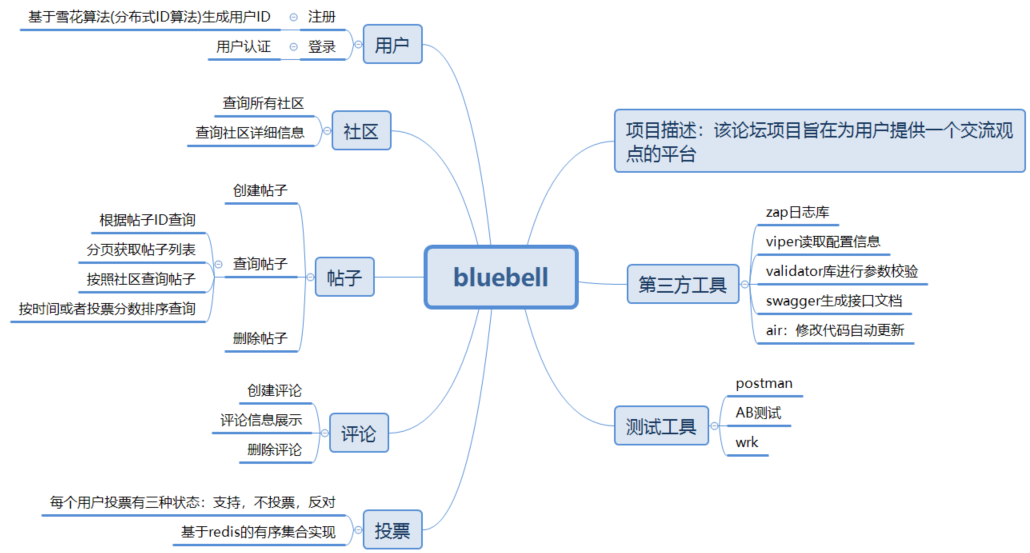 bluebell
用户
注册
基于雪花算法(分布式ID算法)生成用户ID
登录
用户认证
社区
查询所有社区
查询社区详细信息
帖子
创建帖子
查询帖子
根据帖子ID查询
分页获取帖子列表
按照社区查询帖子
按时间或者投票分数排序查询
删除帖子
评论
创建评论
评论信息展示
删除评论
投票
每个用户投票有三种状态：支持，不投票，反对
基于redis的有序集合实现
项目描述：该论坛项目旨在为用户提供一个交流观
点的平台
第三方工具
zap日志库
viper读取配置信息
validator库进行参数校验
swagger生成接口文档
air：修改代码自动更新
测试工具
postman
AB测试
wrk